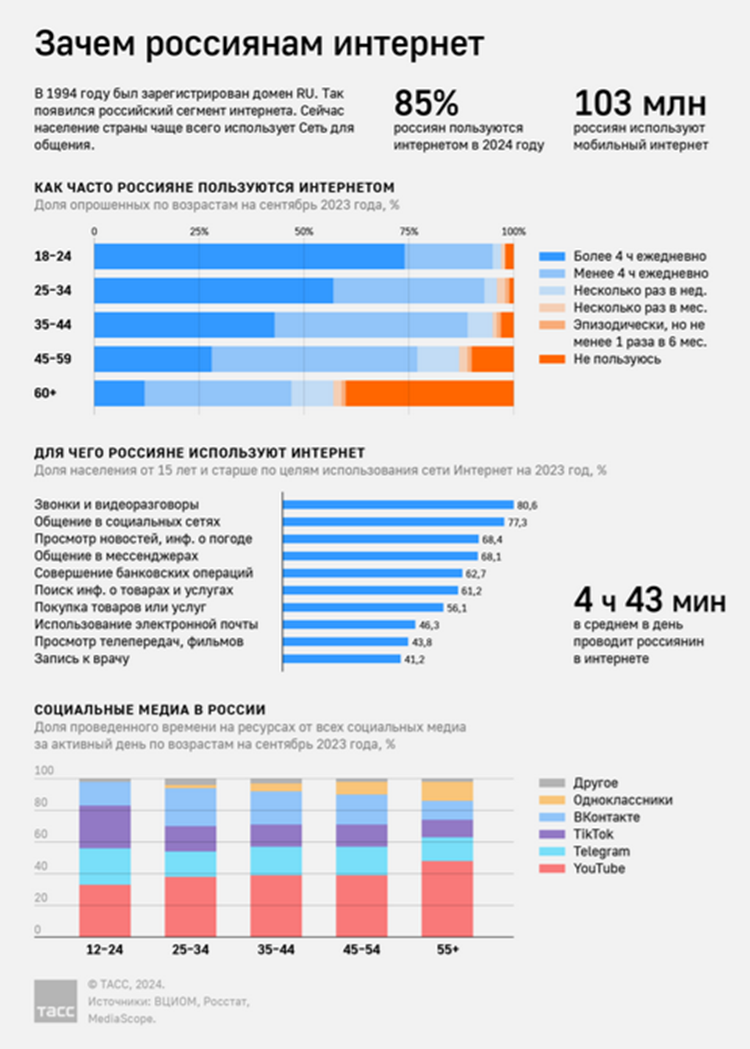 Зачем россиянам интернет
В 1994 году был зарегистрирован домен RU. Так
появился российский сегмент интернета. Сейчас
население страны чаще всего использует Сеть для
общения.
85%
россиян пользуются
интернетом в 2024 году
103 млн
россиян используют
мобильный интернет
КАК ЧАСТО РОССИЯНЕ ПОЛЬЗУЮТСЯ ИНТЕРНЕТОМ
Доля опрошенных по возрастам на сентябрь 2023 года, %
0 25% 50% 75% 100%
18–24
25–34
35–44
45–59
60+
Более 4 ч ежедневно
Менее 4 ч ежедневно
Несколько раз в нед.
Несколько раз в мес.
Эпизодически, но не
менее 1 раза в 6 мес.
Не пользуюсь
ДЛЯ ЧЕГО РОССИЯНЕ ИСПОЛЬЗУЮТ ИНТЕРНЕТ
Доля населения от 15 лет и старше по целям использования сети Интернет на 2023 год, %
Звонки и видеоразговоры 80,6
Общение в социальных сетях 77,3
Просмотр новостей, инф. о погоде 68,4
Общение в мессенджерах 68,1
Совершение банковских операций 62,7
Поиск инф. о товарах и услугах 61,2
Покупка товаров или услуг 56,1
Использование электронной почты 46,3
Просмотр телепередач, фильмов 43,8
Запись к врачу 41,2
4 ч 43 мин
в среднем в день
проводит россиянин
в интернете
СОЦИАЛЬНЫЕ МЕДИА В РОССИИ
Доля проведенного времени на ресурсах от всех социальных медиа
за активный день по возрастам на сентябрь 2023 года, %
100
80
60
40
20
0
12–24 25–34 35–44 45–54 55+
Другое
Одноклассники
ВКонтакте
TikTok
Telegram
YouTube
тасс
© ТАСС, 2024.
Источники: ВЦИОМ, Росстат,
MediaScope.